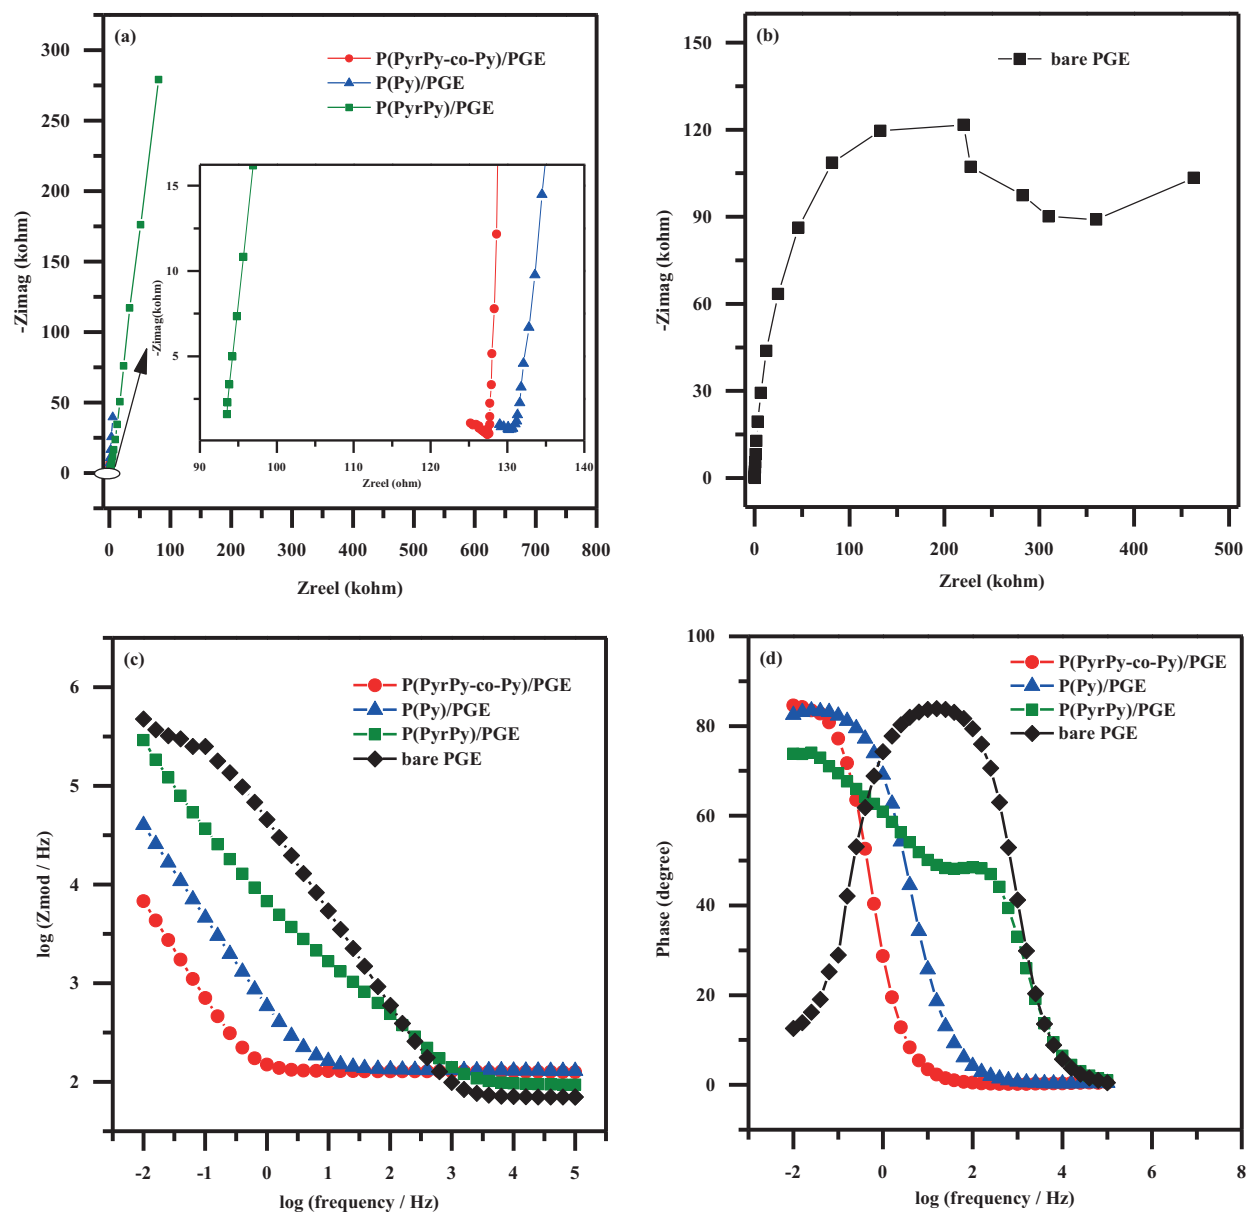 (a)
P(PyrPy-co-Py)/PGE
P(Py)/PGE
P(PyrPy)/PGE
300
250
200
150
100
50
0
-Zimag (kohm)
0 100 200 300 400 500 600 700 800
Zreel (kohm)
15
10
5
-Zimag(kohm)
90 100 110 120 130 140
Zreel (ohm)
(b)
bare PGE
150
120
90
60
30
0
-Zimag (kohm)
0 100 200 300 400 500
Zreel (kohm)
(c)
P(PyrPy-co-Py)/PGE
P(Py)/PGE
P(PyrPy)/PGE
bare PGE
6
5
4
3
2
log (Zmod / Hz)
-2 -1 0 1 2 3 4 5
log (frequency / Hz)
(d)
P(PyrPy-co-Py)/PGE
P(Py)/PGE
P(PyrPy)/PGE
bare PGE
100
80
60
40
20
0
Phase (degree)
-2 0 2 4 6 8
log (frequency / Hz)